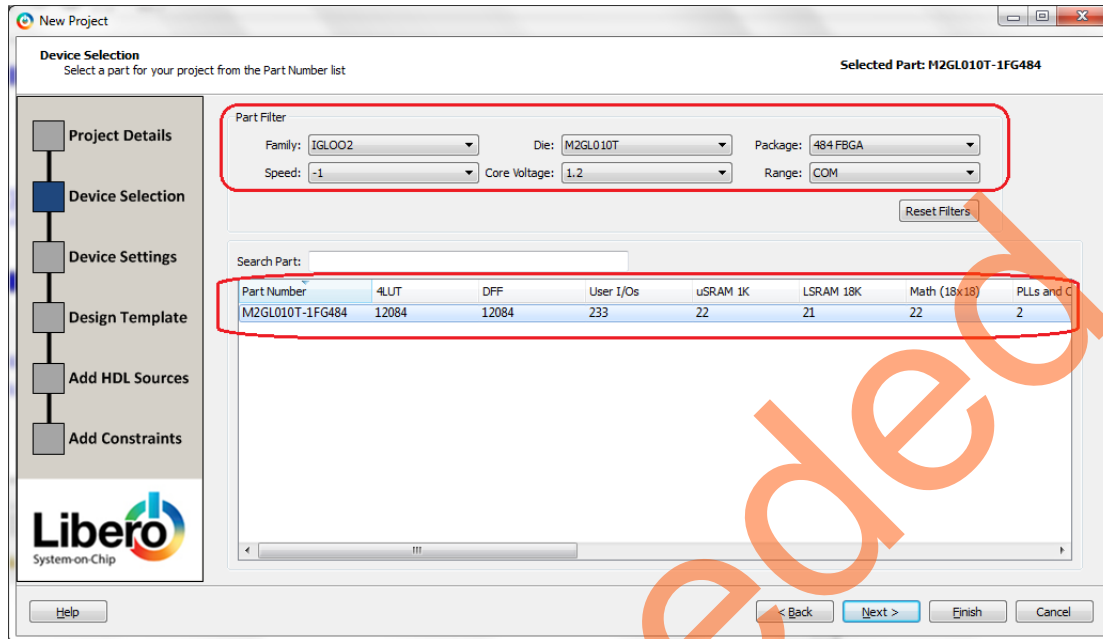 New Project
Device Selection
Select a part for your project from the Part Number list
Selected Part: M2GL010T-1FG484
Project Details
Device Selection
Device Settings
Design Template
Add HDL Sources
Add Constraints
Libero
System-on-Chip
Part Filter
Family: IGLOO2 Die: M2GL010T Package: 484 FBGA
Speed: -1 Core Voltage: 1.2 Range: COM
Reset Filters
Search Part:
Part Number 4LUT DFF User I/Os uSRAM 1K LSRAM 18K Math (18x18) PLLs and C
M2GL010T-1FG484 12084 12084 233 22 21 22 2
Help < Back Next > Finish Cancel
ded